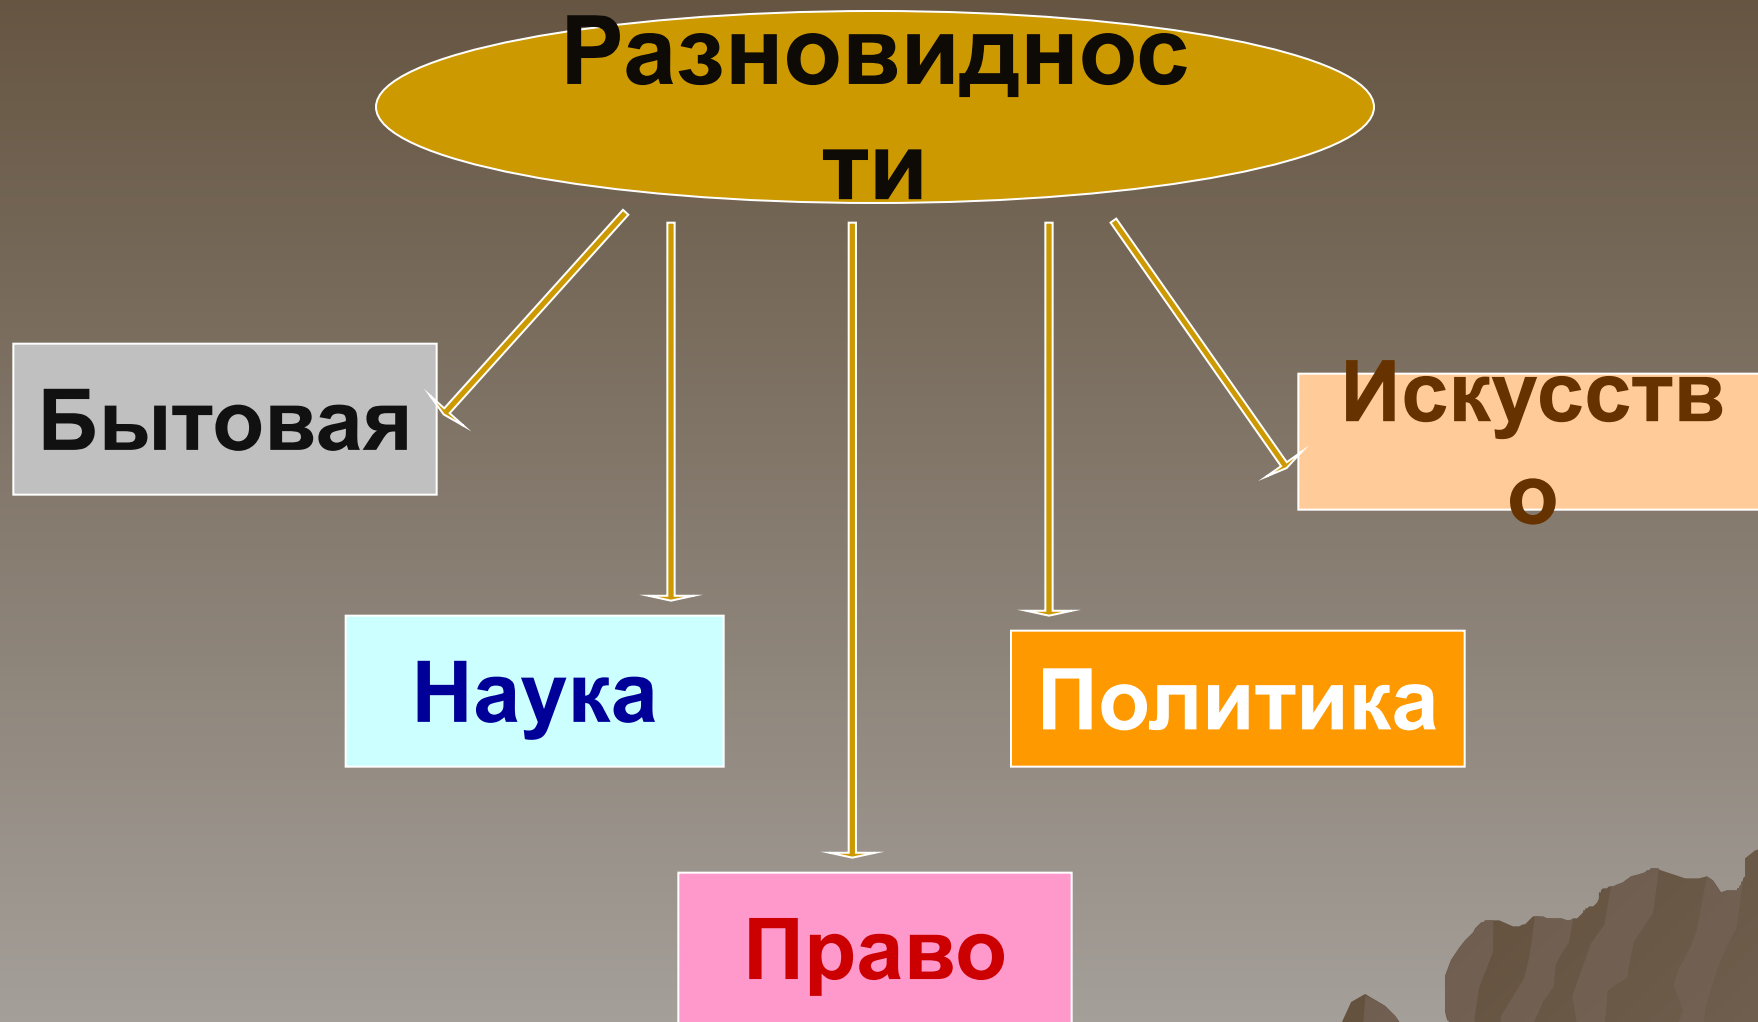 Разновиднос
ти
Бытовая
Искусств
о
Наука
Политика
Право